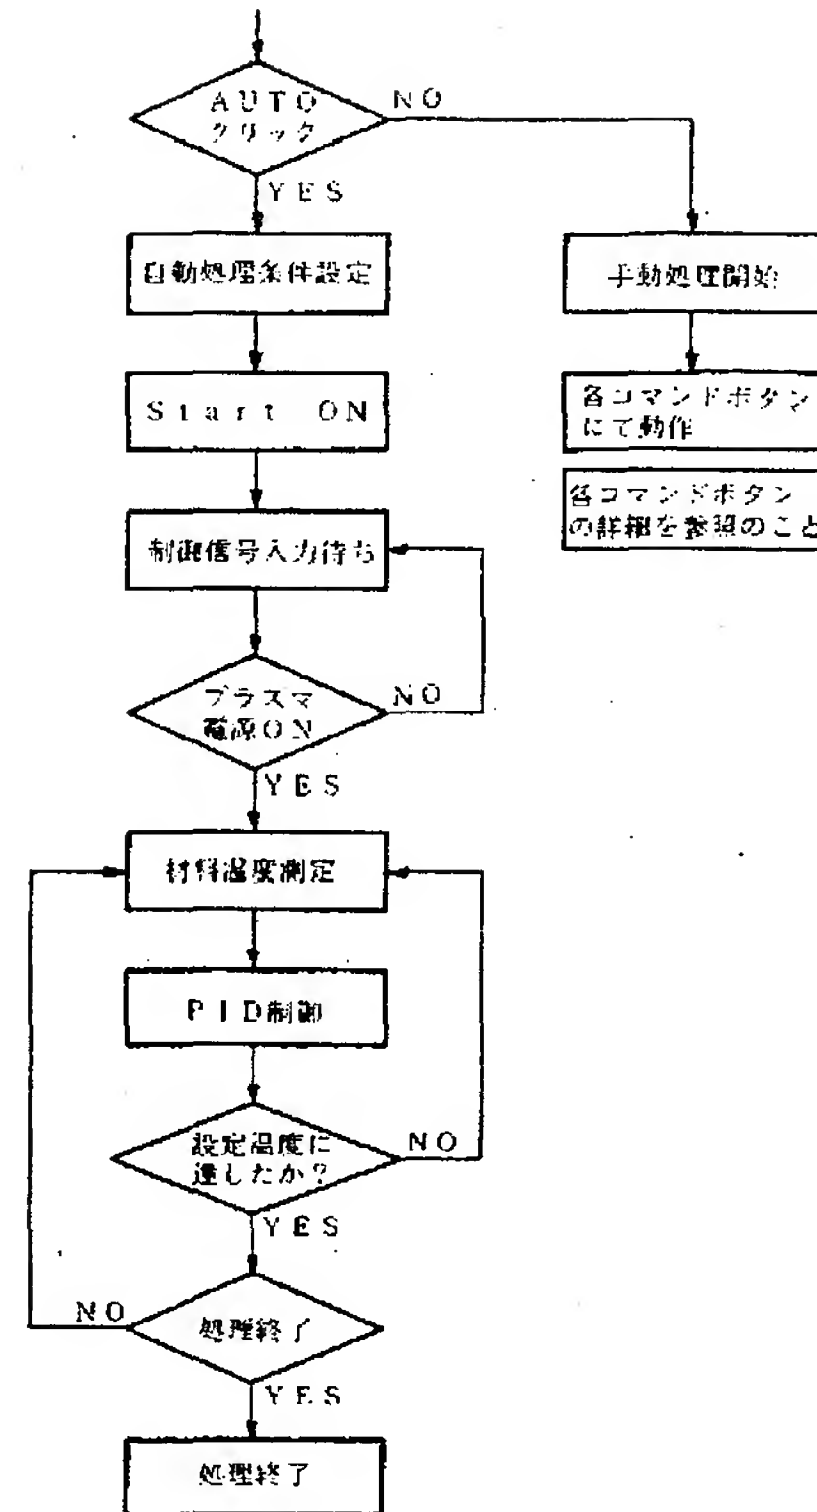 AUTO
クリック
NO
YES
自動処理条件設定
手動処理開始
Start ON
各コマンドボタン
にて動作
各コマンドボタン
の詳細を参照のこと
制御信号入力待ち
プラズマ
電源ON
NO
YES
材料温度測定
PID制御
設定温度に
達したか?
NO
YES
処理終了
NO
YES
処理終了